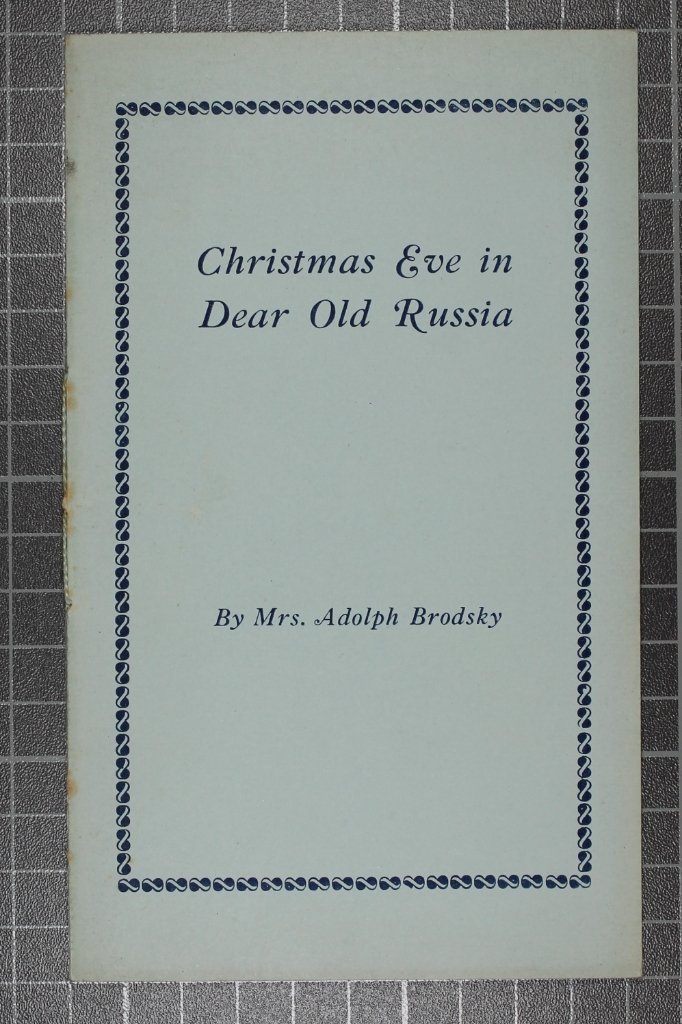 Christmas Eve in
Dear Old Russia
By Mrs. Adolph Brodsky